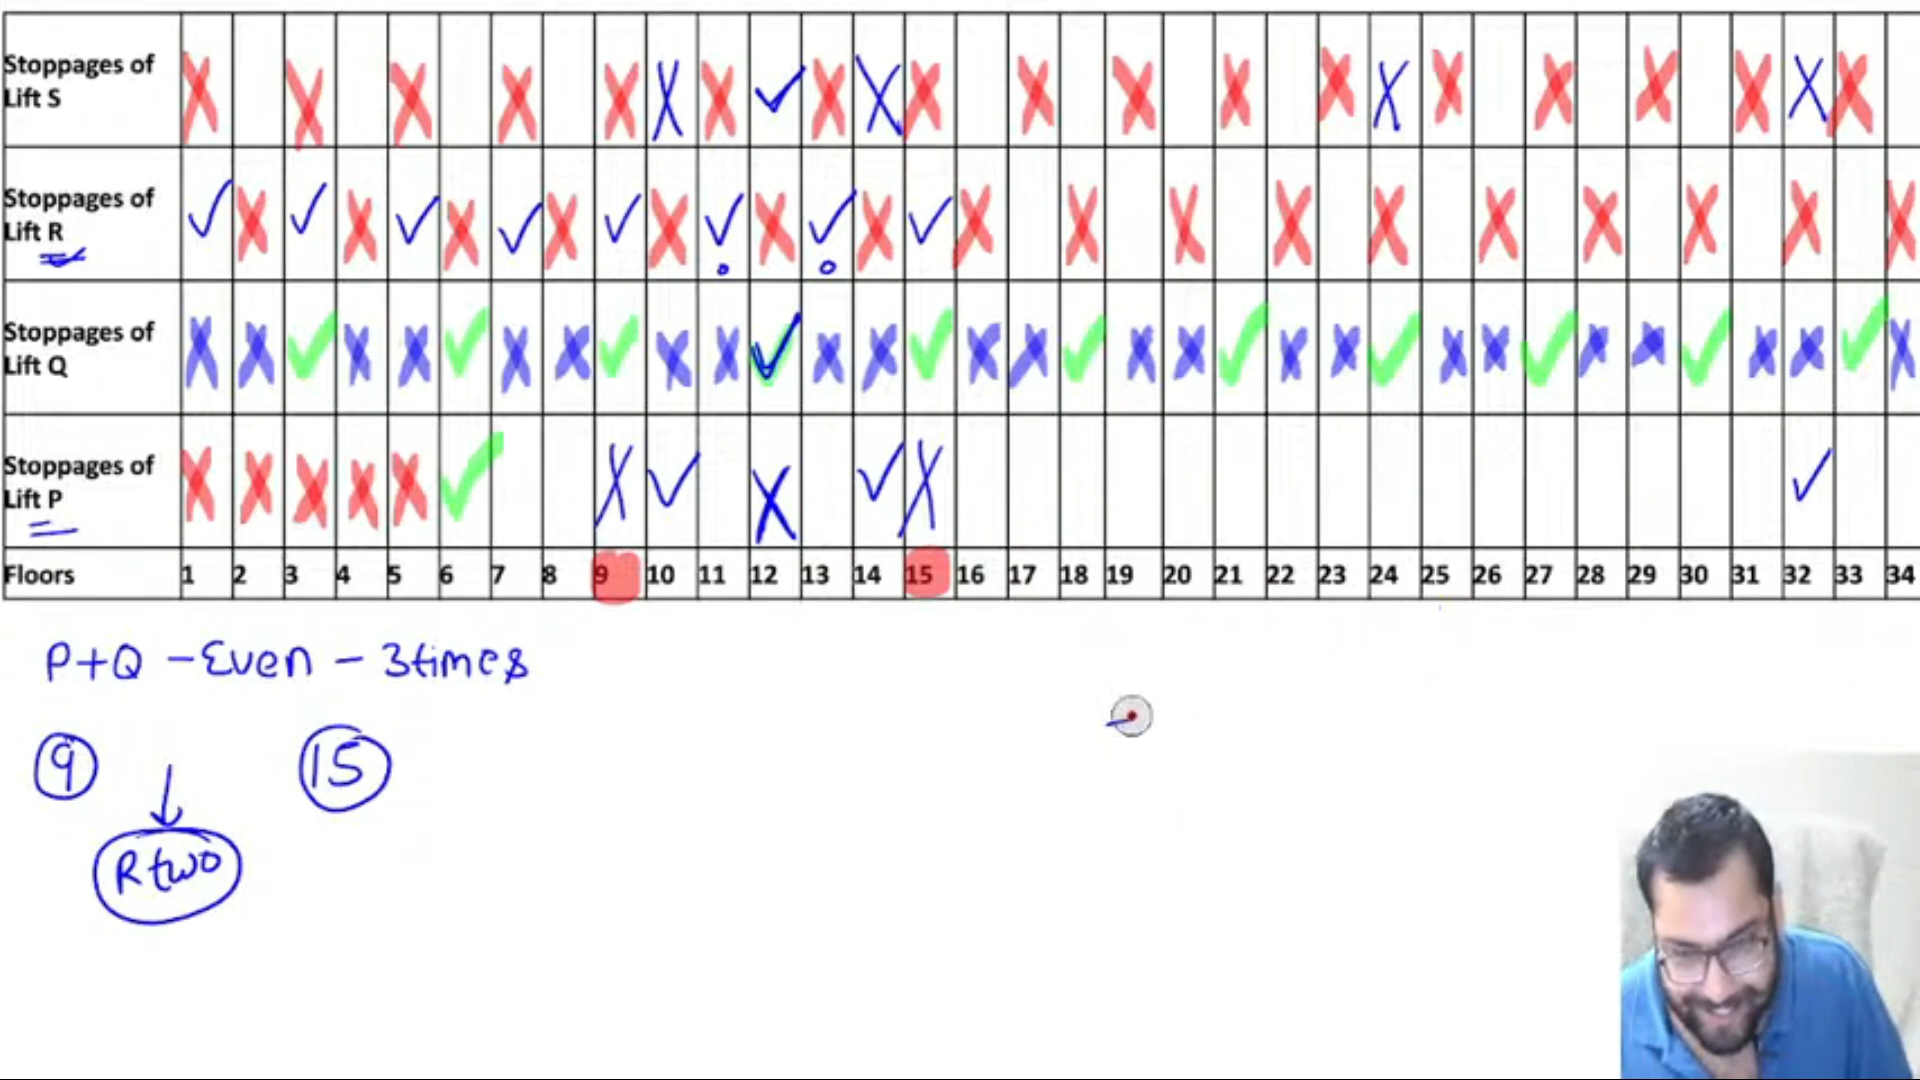 Stoppages of
Lift S
Stoppages of
Lift R
Stoppages of
Lift Q
Stoppages of
Lift P
Floors 1 2 3 4 5 6 7 8 9 10 11 12 13 14 15 16 17 18 19 20 21 22 23 24 25 26 27 28 29 30 31 32 33 34
P+Q - Even - 3 times
9 15
R two